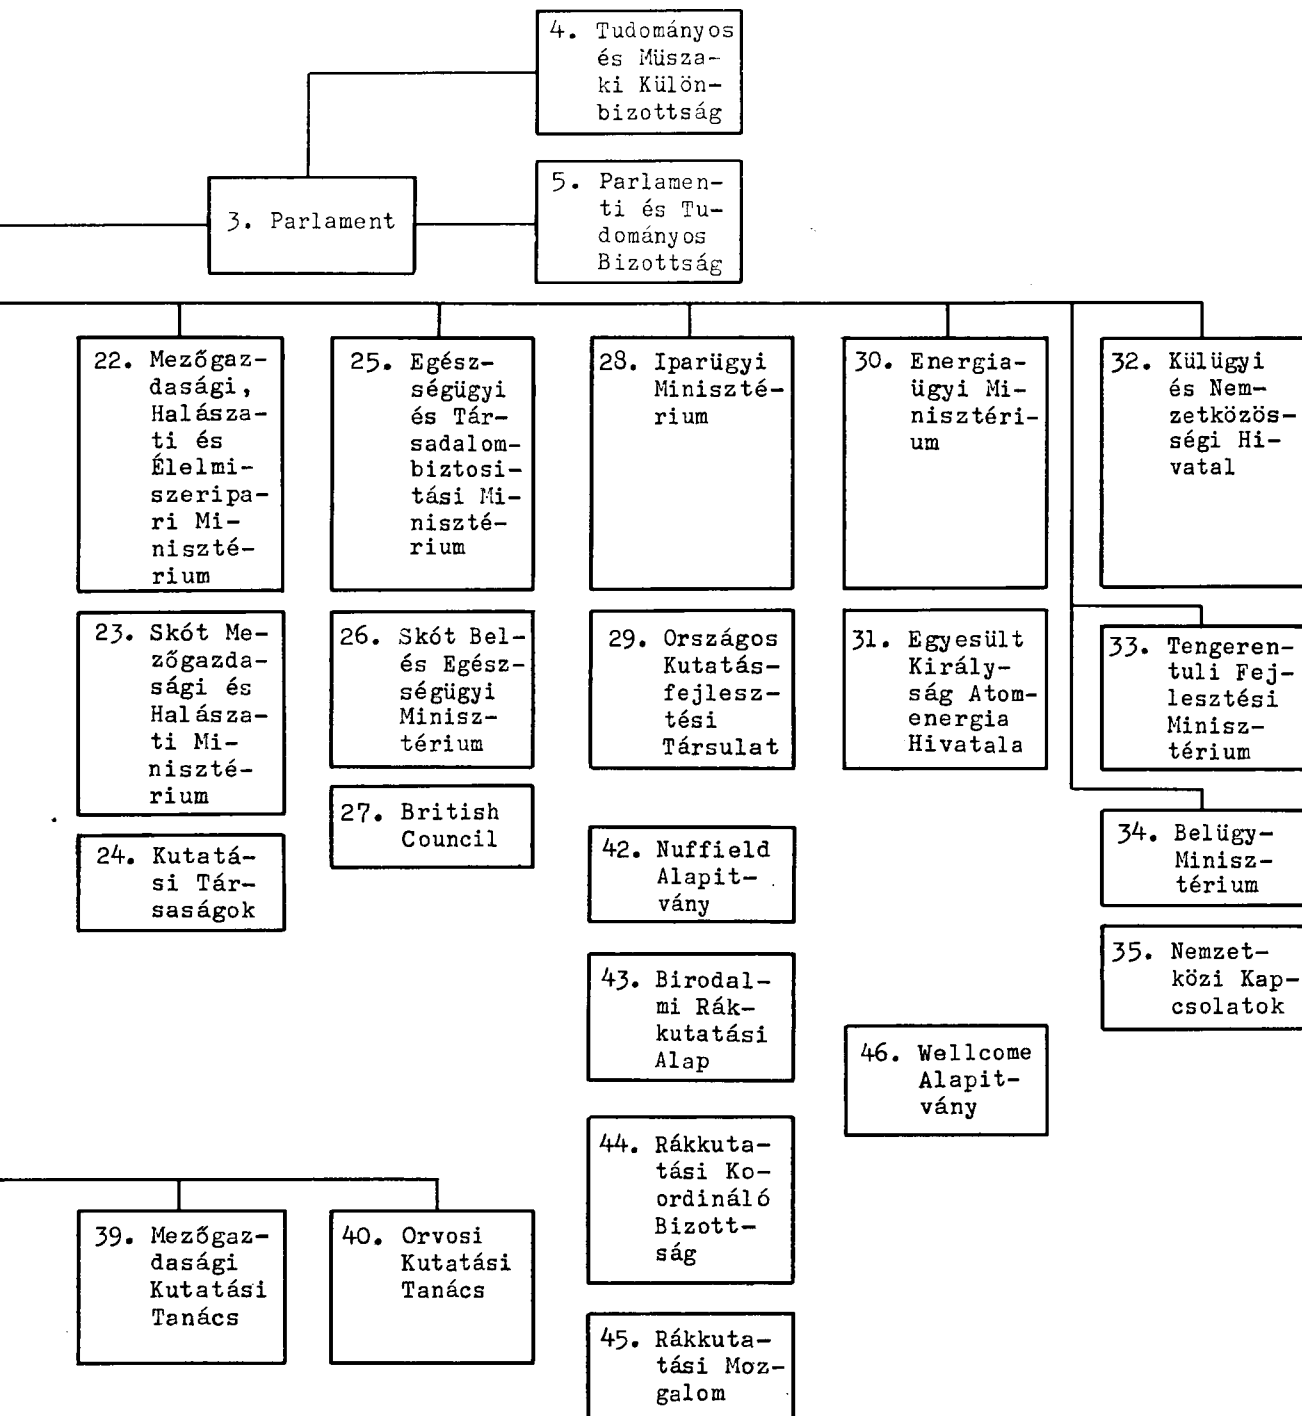 4. Tudományos
és Müsza-
ki Külön-
bizottság
5. Parlamen-
ti és Tu-
dományos
Bizottság
3. Parlament
22. Mezőgaz-
dasági,
Halásza-
ti és
Élelmi-
szeripa-
ri Mi-
niszté-
rium
25. Egész-
ségügyi
és Tár-
sadalom-
biztosi-
tási Mi-
niszté-
rium
28. Iparügyi
Miniszté-
rium
30. Energia-
ügyi Mi-
nisztéri-
um
32. Külügyi
és Nem-
zetközös-
ségi Hi-
vatal
23. Skót Me-
zőgazda-
sági és
Halásza-
ti Mi-
niszté-
rium
26. Skót Bel-
és Egész-
ségügyi
Minisz-
térium
29. Országos
Kutatás-
fejlesz-
tési
Társulat
31. Egyesült
Király-
ság Atom-
energia
Hivatala
33. Tengeren-
tuli Fej-
lesztési
Minisz-
térium
27. British
Council
24. Kutatá-
si Tár-
saságok
42. Nuffield
Alapit-
vány
34. Belügy-
Minisz-
térium
43. Birodal-
mi Rák-
kutatási
Alap
35. Nemzet-
közi Kap-
csolatok
46. Wellcome
Alapit-
vány
44. Rákkuta-
tási Ko-
ordináló
Bizott-
ság
39. Mezőgaz-
dasági
Kutatási
Tanács
40. Orvosi
Kutatási
Tanács
45. Rákkuta-
tási Moz-
galom